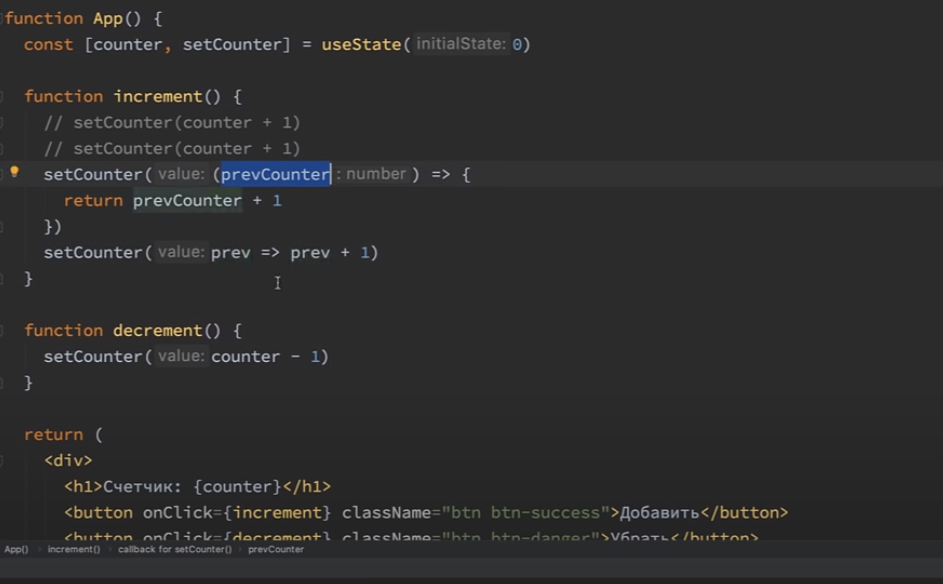 function App() {
const [counter, setCounter] = useState( initialState: 0)
function increment() {
// setCounter(counter + 1)
// setCounter(counter + 1)
setCounter( value: (prevCounter : number ) => {
return prevCounter + 1
})
setCounter( value: prev => prev + 1)
}
function decrement() {
setCounter( value: counter - 1)
}
return (
<div>
<h1>Счетчик: {counter}</h1>
<button onClick={increment} className="btn btn-success">Добавить</button>
<button onClick={decrement} className="btn btn-danger">Убрать</button>
App() › increment() › callback for setCounter() › prevCounter